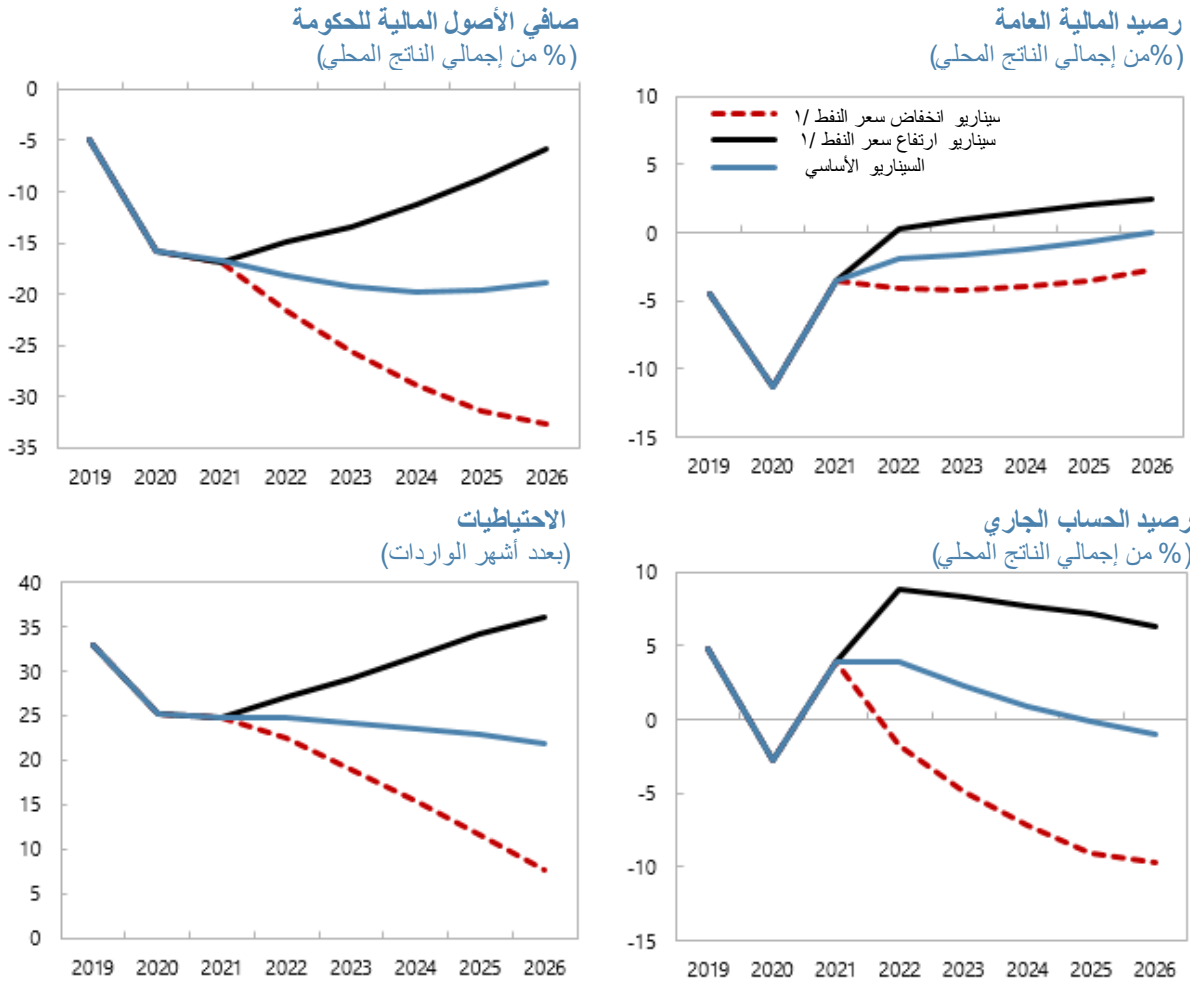 رصيد المالية العامة
(%من إجمالي الناتج المحلي)
10
5
0
-5
-10
-15
سيناريو انخفاض سعر النفط /١
سيناريو ارتفاع سعر النفط /١
السيناريو الأساسي
2019 2020 2021 2022 2023 2024 2025 2026
صافي الأصول المالية للحكومة
(% من إجمالي الناتج المحلي)
0
-5
-10
-15
-20
-25
-30
-35
2019 2020 2021 2022 2023 2024 2025 2026
رصيد الحساب الجاري
(% من إجمالي الناتج المحلي)
10
5
0
-5
-10
-15
2019 2020 2021 2022 2023 2024 2025 2026
الاحتياطيات
(بعدد أشهر الواردات)
40
35
30
25
20
15
10
5
0
2019 2020 2021 2022 2023 2024 2025 2026